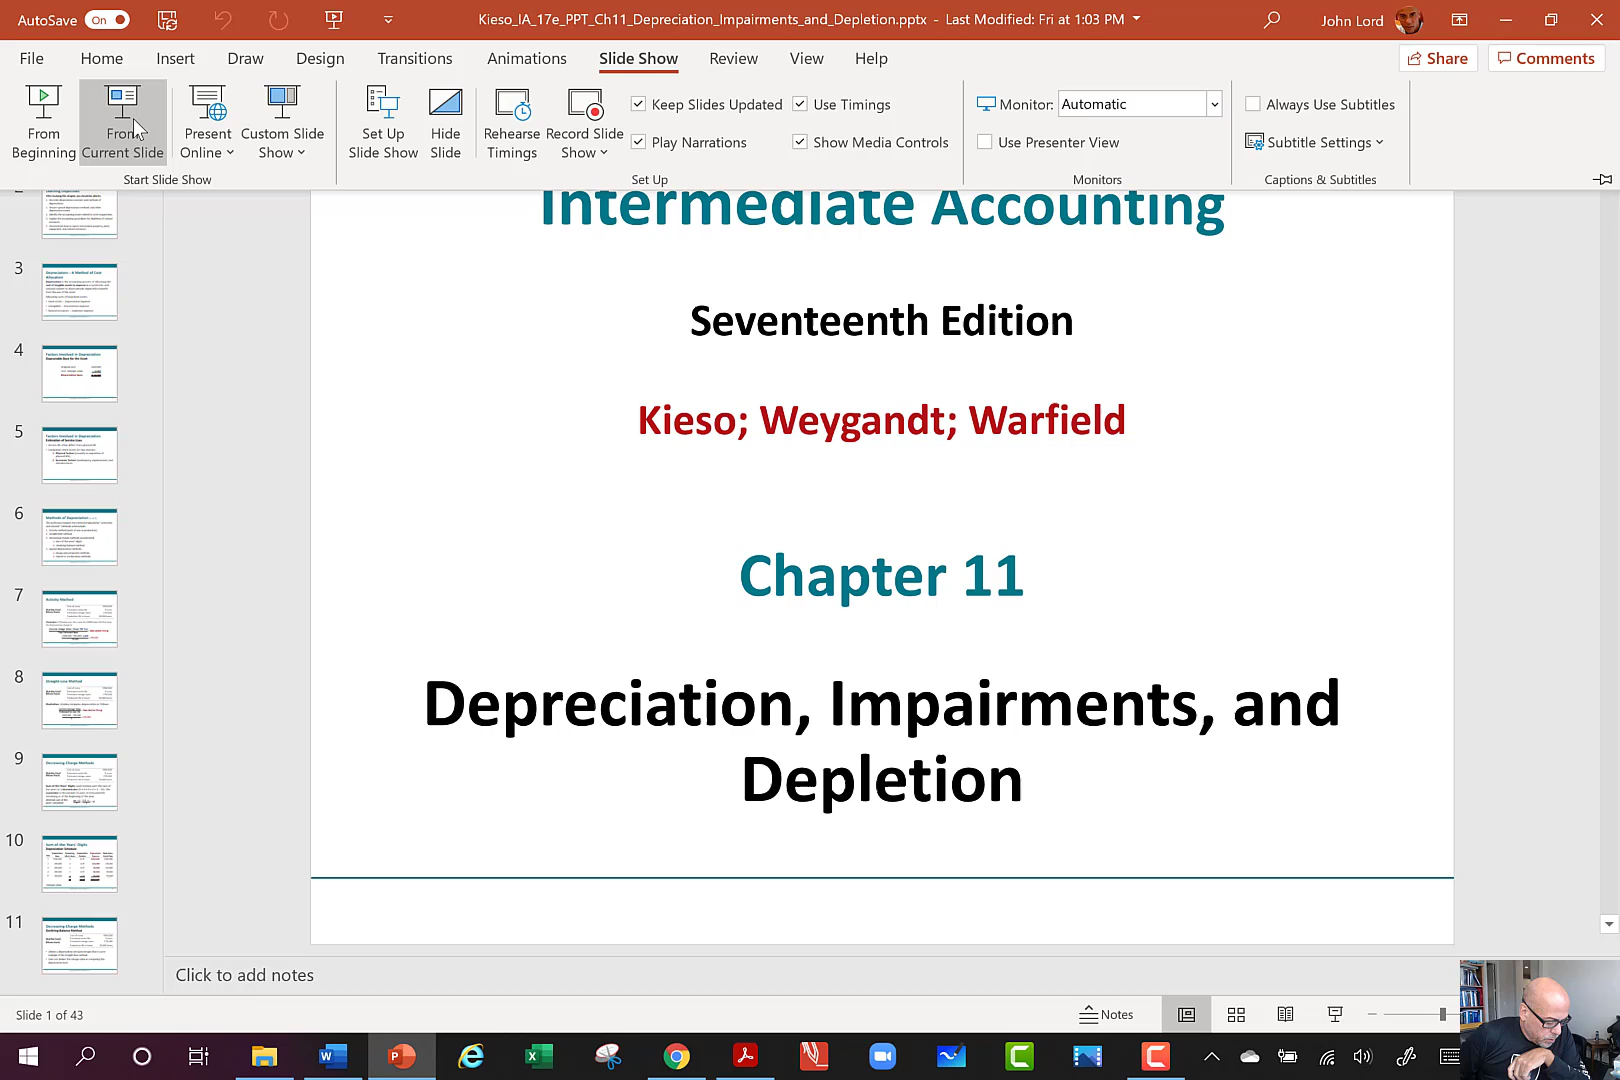 AutoSave On
Kieso_IA_17e_PPT_Ch11_Depreciation_Impairments_and_Depletion.pptx - Last Modified: Fri at 1:03 PM
John Lord
File Home Insert Draw Design Transitions Animations Slide Show Review View Help
Share Comments
From Beginning
From Current Slide
Present Online
Custom Slide Show
Set Up Slide Show
Hide Slide
Rehearse Timings
Record Slide Show
Keep Slides Updated
Use Timings
Play Narrations
Show Media Controls
Monitor: Automatic
Use Presenter View
Always Use Subtitles
Subtitle Settings
Start Slide Show
Set Up
Monitors
Captions & Subtitles
3
4
5
6
7
8
9
10
11
Intermediate Accounting
Seventeenth Edition
Kieso; Weygandt; Warfield
Chapter 11
Depreciation, Impairments, and
Depletion
Click to add notes
Slide 1 of 43
Notes